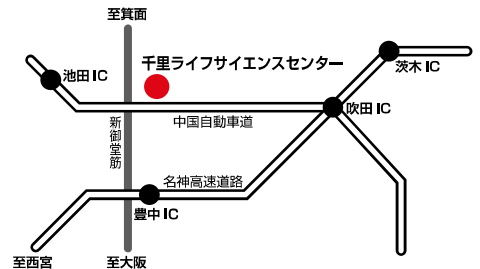 至箕面
千里ライフサイエンスセンター
池田 IC
茨木 IC
吹田 IC
中国自動車道
新御堂筋
名神高速道路
豊中 IC
至西宮
至大阪